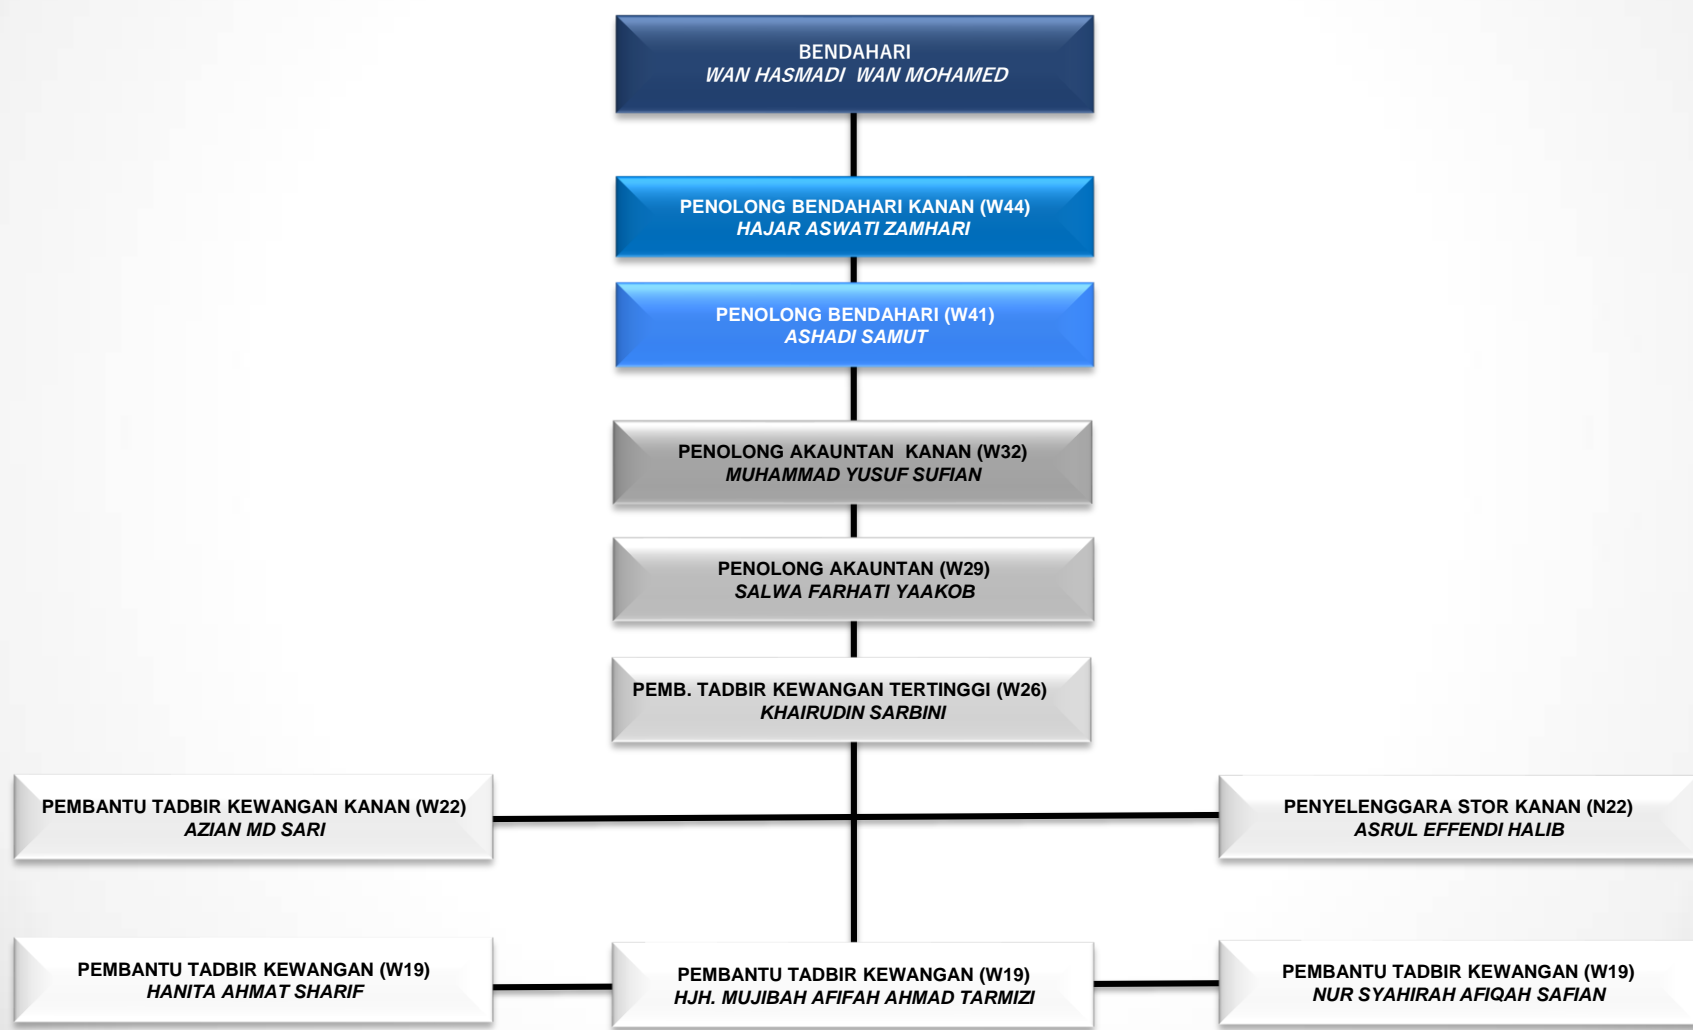 BENDAHARI
WAN HASMADI  WAN MOHAMED
PENOLONG BENDAHARI KANAN (W44)
HAJAR ASWATI ZAMHARI
PENOLONG BENDAHARI (W41)
ASHADI SAMUT
PENOLONG AKAUNTAN  KANAN (W32)
MUHAMMAD YUSUF SUFIAN
PENOLONG AKAUNTAN (W29)
SALWA FARHATI YAAKOB
PEMB. TADBIR KEWANGAN TERTINGGI (W26)
KHAIRUDIN SARBINI
PEMBANTU TADBIR KEWANGAN KANAN (W22)
AZIAN MD SARI
PENYELENGGARA STOR KANAN (N22)
ASRUL EFFENDI HALIB
PEMBANTU TADBIR KEWANGAN (W19)
HANITA AHMAT SHARIF
PEMBANTU TADBIR KEWANGAN (W19)
HJH. MUJIBAH AFIFAH AHMAD TARMIZI
PEMBANTU TADBIR KEWANGAN (W19)
NUR SYAHIRAH AFIQAH SAFIAN